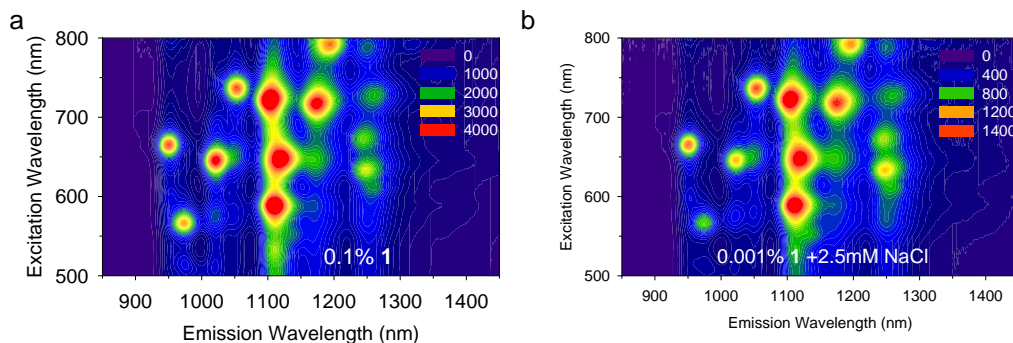 a
800
700
600
500
Excitation Wavelength (nm)
0
1000
2000
3000
4000
0.1% 1
900 1000 1100 1200 1300 1400
Emission Wavelength (nm)
b
800
700
600
500
Excitation Wavelength (nm)
0
400
800
1200
1400
0.001% 1 +2.5mM NaCl
900 1000 1100 1200 1300 1400
Emission Wavelength (nm)